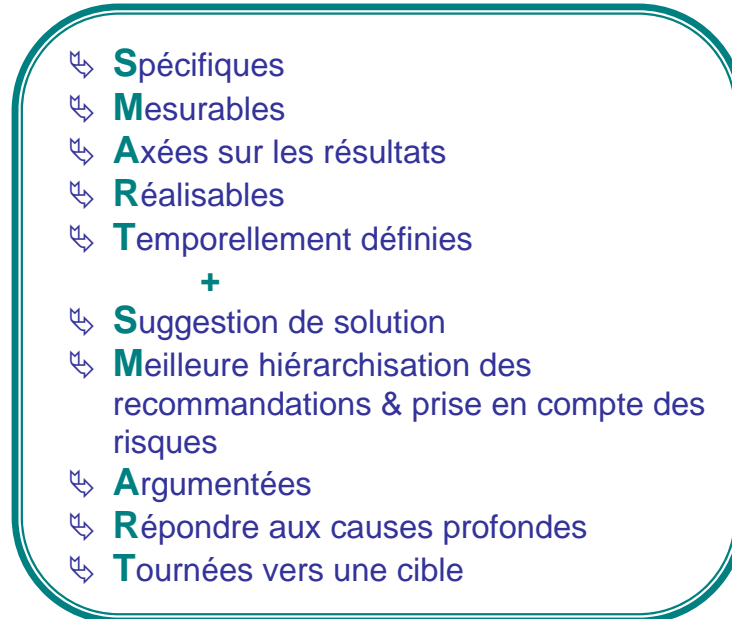 Spécifiques
Mesurables
Axées sur les résultats
Réalisables
Temporellement définies
+
Suggestion de solution
Meilleure hiérarchisation des
recommandations & prise en compte des
risques
Argumentées
Répondre aux causes profondes
Tournées vers une cible